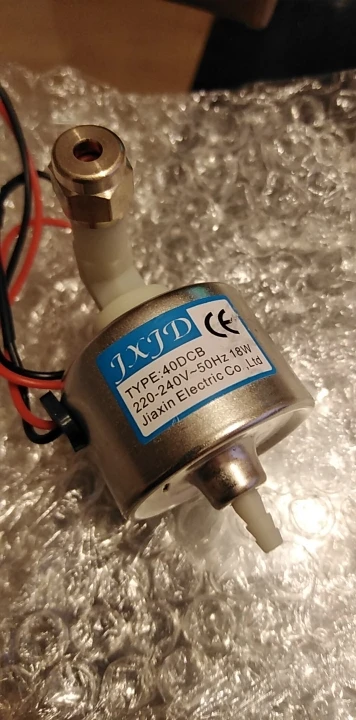 JXJD CE
TYPE:40DCB
220-240V~50Hz 18W
Jiaxin Electric Co.,Ltd